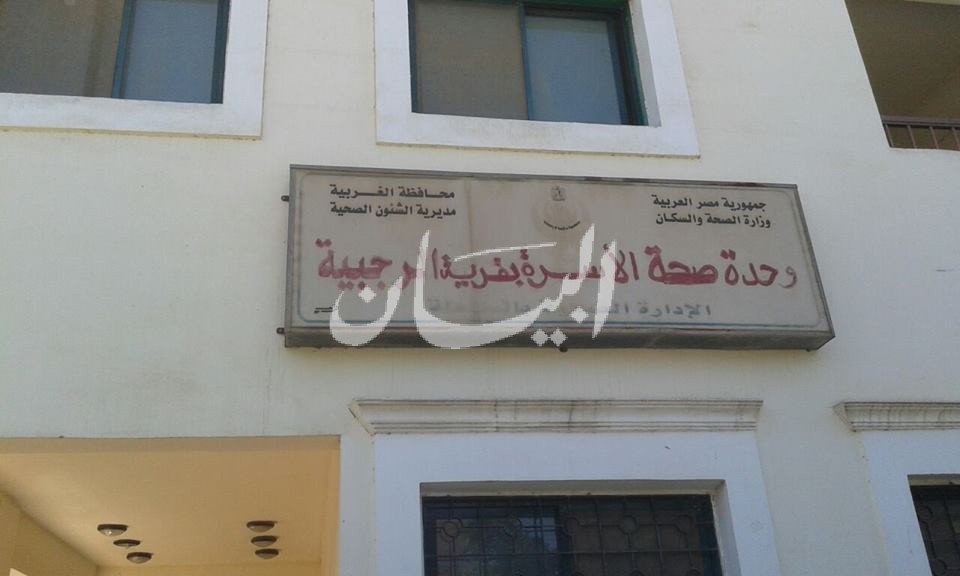 جمهورية مصر العربية
وزارة الصحة والسكان
محافظة الغربية
مديرية الشئون الصحية
وحدة صحة الأسرة بقرية الرجبية
الإدارة
البيان